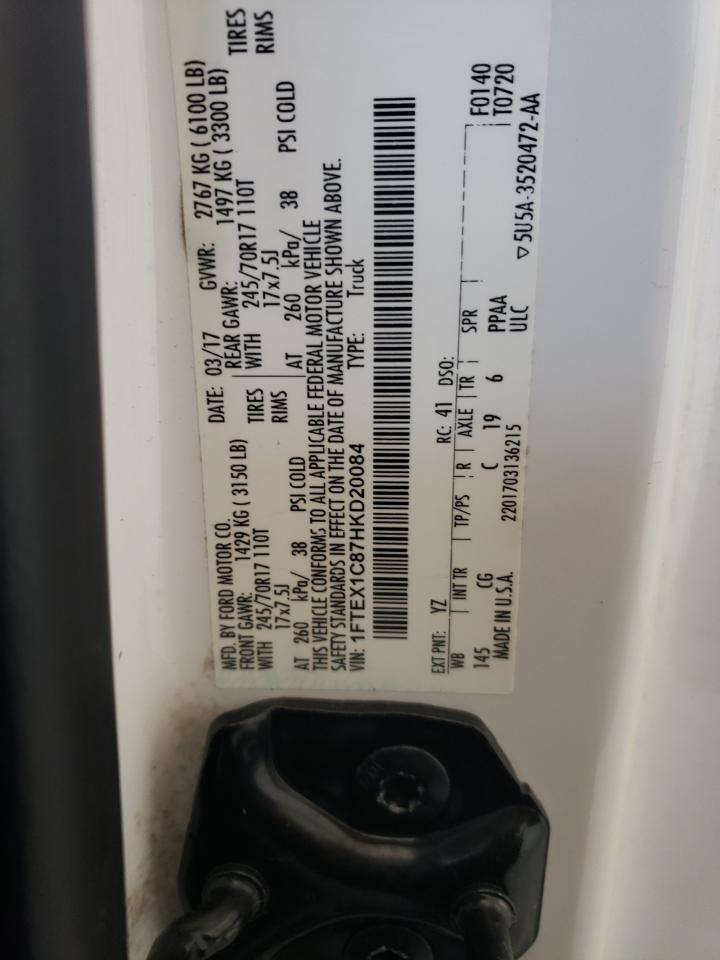 MFD. BY FORD MOTOR CO. DATE: 03/17 GVWR: 2767 KG ( 6100 LB)
FRONT GAWR: 1429 KG ( 3150 LB) REAR GAWR: 1497 KG ( 3300 LB)
WITH 245/70R17 110T TIRES WITH 245/70R17 110T TIRES
17x7.5J RIMS 17x7.5J RIMS
AT 260 kPa/ 38 PSI COLD AT 260 kPa/ 38 PSI COLD
THIS VEHICLE CONFORMS TO ALL APPLICABLE FEDERAL MOTOR VEHICLE
SAFETY STANDARDS IN EFFECT ON THE DATE OF MANUFACTURE SHOWN ABOVE.
VIN: 1FTEX1C87HKD20084 TYPE: Truck
EXT PNT: YZ RC: 41 DSO:
WB INT TR TP/PS R AXLE TR SPR F0140
145 CG C 19 6 PPAA T0720
MADE IN U.S.A. 2201703136215 ULC
▽5U5A-3520472-AA